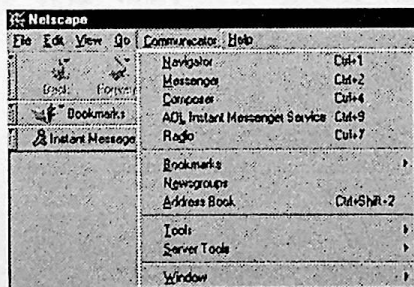 Netscape
File Edit View Go Communicator Help
Navigator Ctrl+1
Messenger Ctrl+2
Composer Ctrl+4
AOL Instant Messenger Service Ctrl+9
Radio Ctrl+7
Back Forward
Bookmarks
Instant Message
Bookmarks
Newsgroups
Address Book Ctrl+Shift+2
Tools
Server Tools
Window